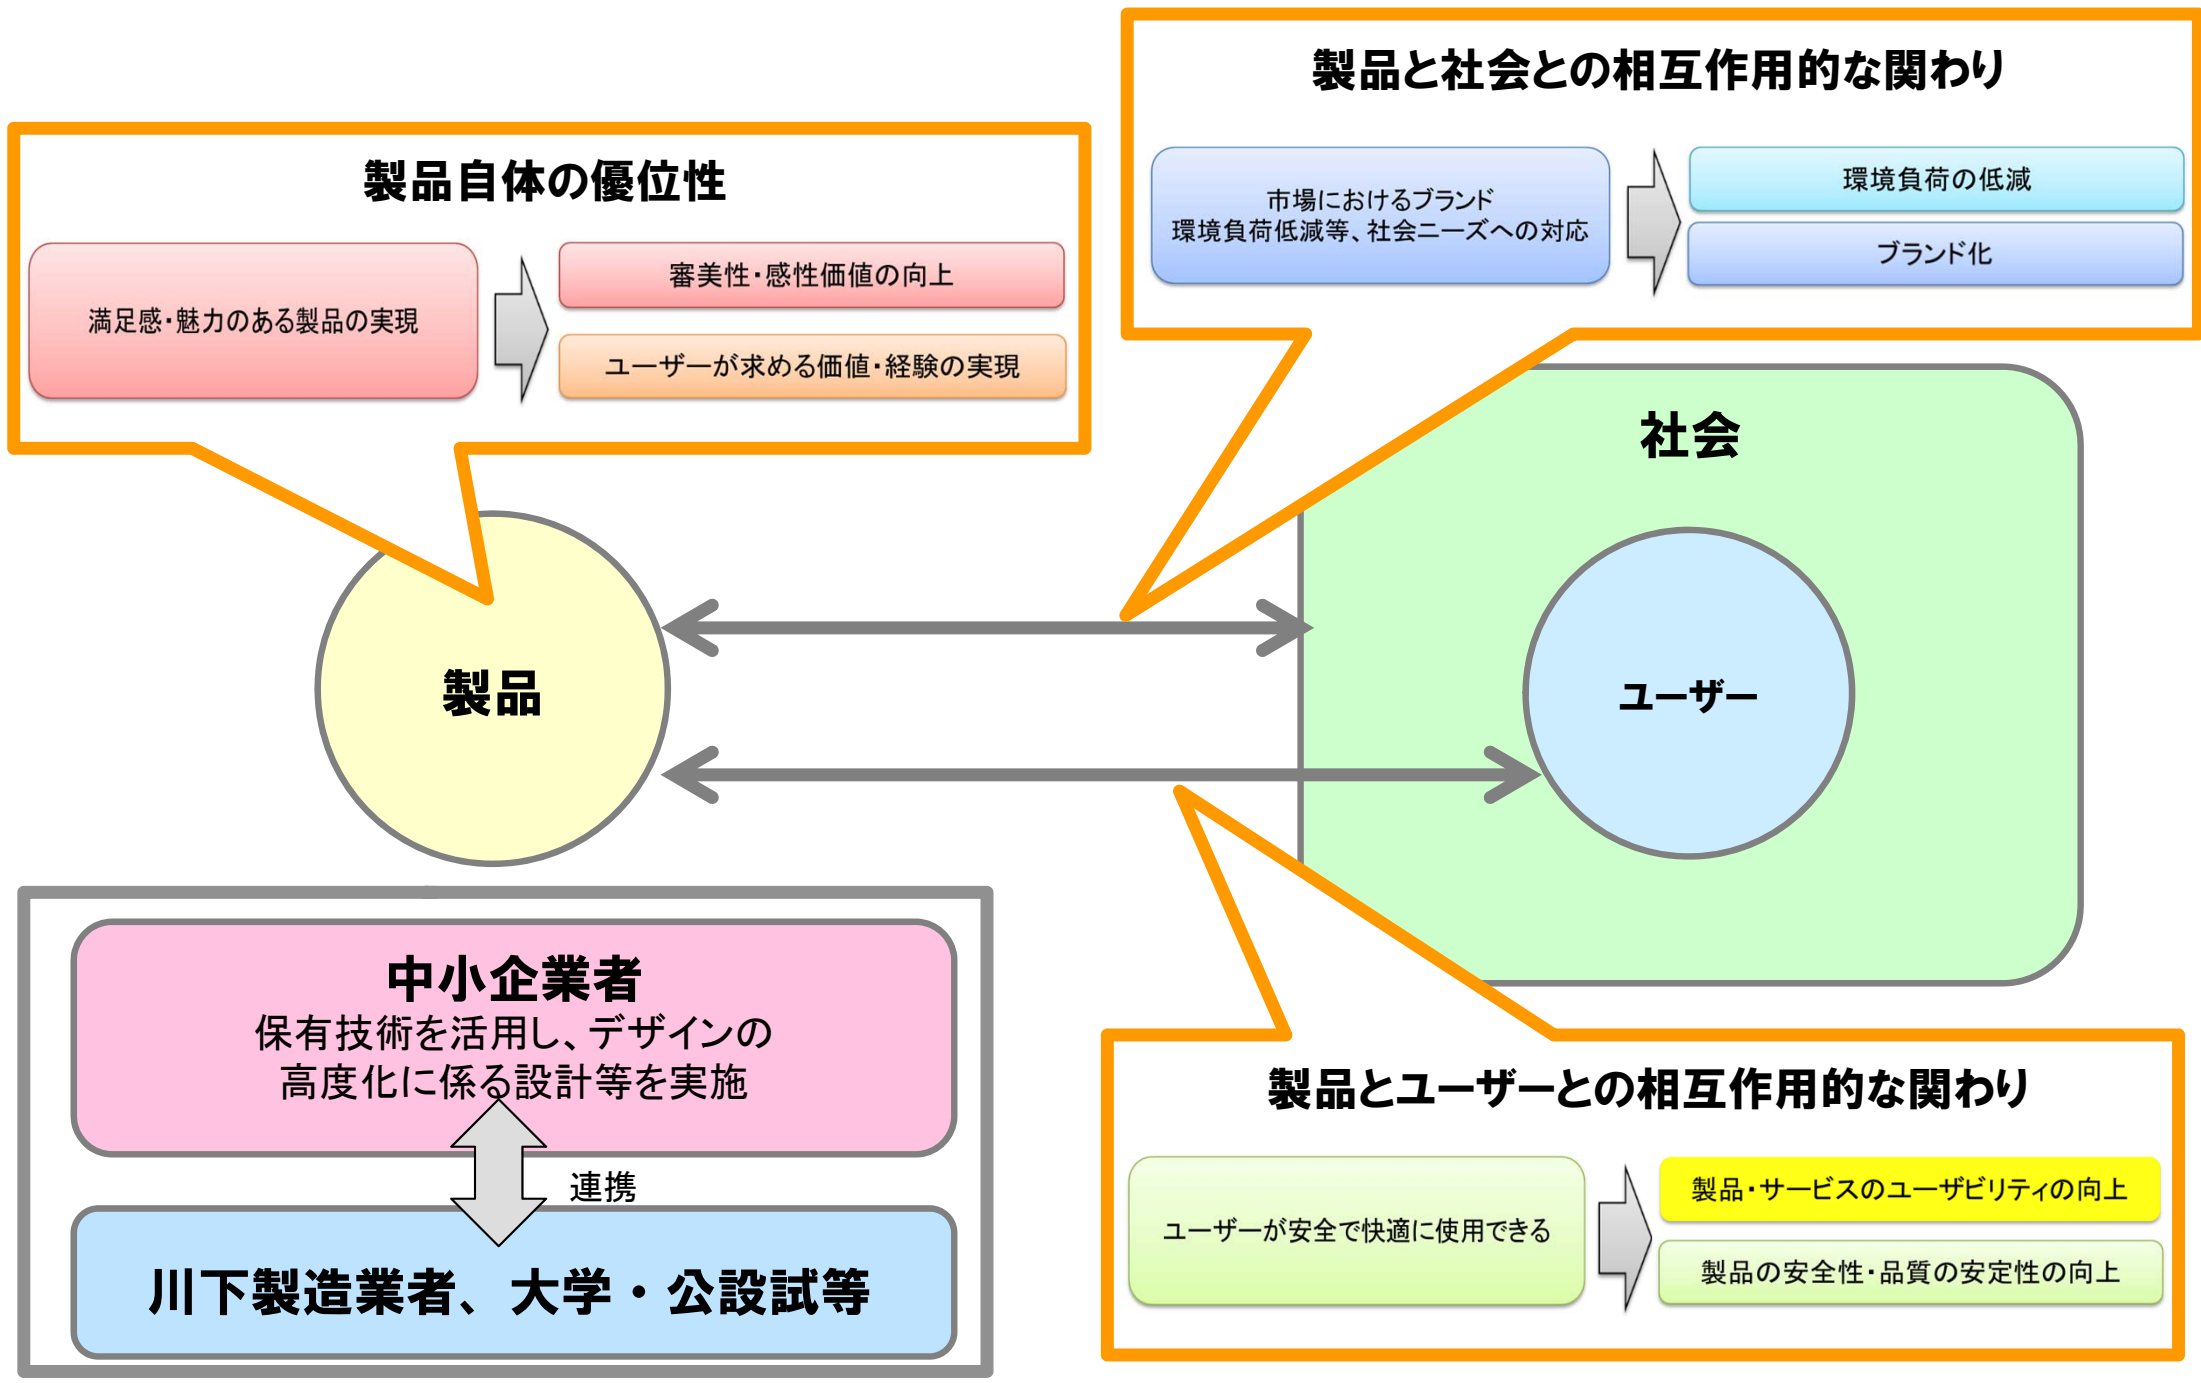 製品と社会との相互作用的な関わり
市場におけるブランド
環境負荷低減等、社会ニーズへの対応
環境負荷の低減
ブランド化
製品自体の優位性
満足感・魅力のある製品の実現
審美性・感性価値の向上
ユーザーが求める価値・経験の実現
社会
製品
ユーザー
中小企業者
保有技術を活用し、デザインの
高度化に係る設計等を実施
連携
川下製造業者、大学・公設試等
製品とユーザーとの相互作用的な関わり
ユーザーが安全で快適に使用できる
製品・サービスのユーザビリティの向上
製品の安全性・品質の安定性の向上